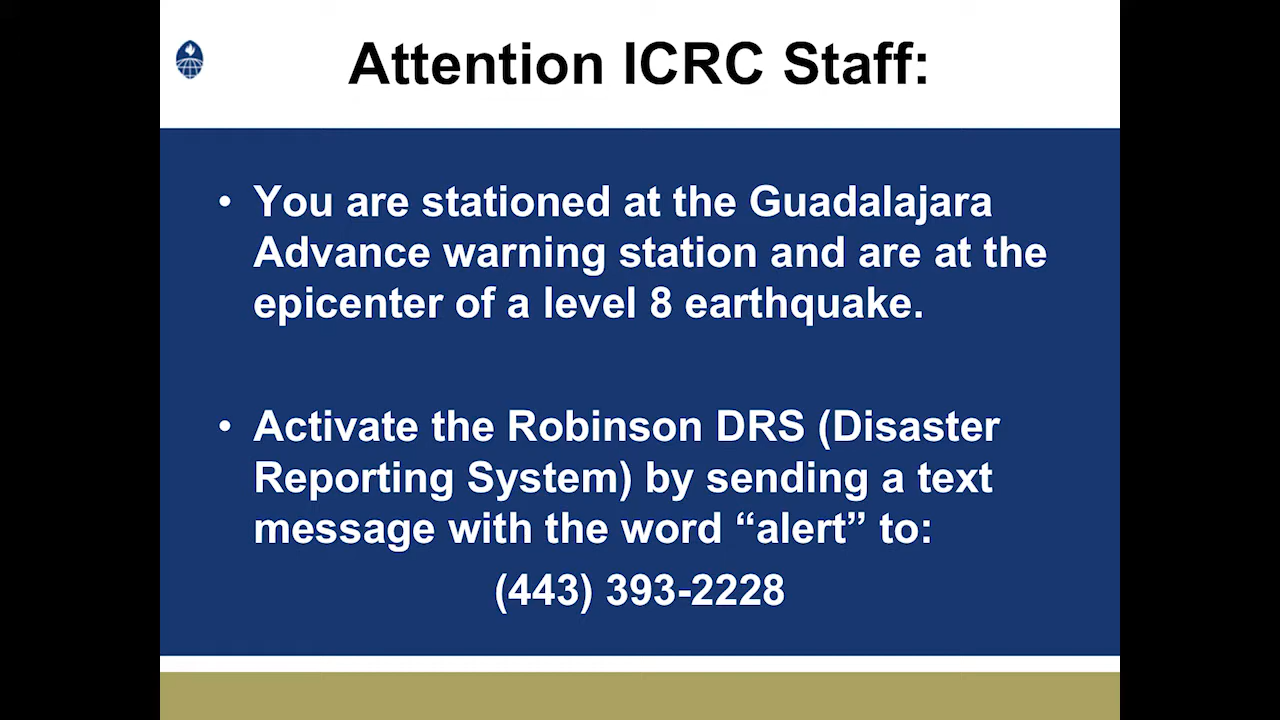 Attention ICRC Staff:
• You are stationed at the Guadalajara
Advance warning station and are at the
epicenter of a level 8 earthquake.
• Activate the Robinson DRS (Disaster
Reporting System) by sending a text
message with the word “alert” to:
(443) 393-2228